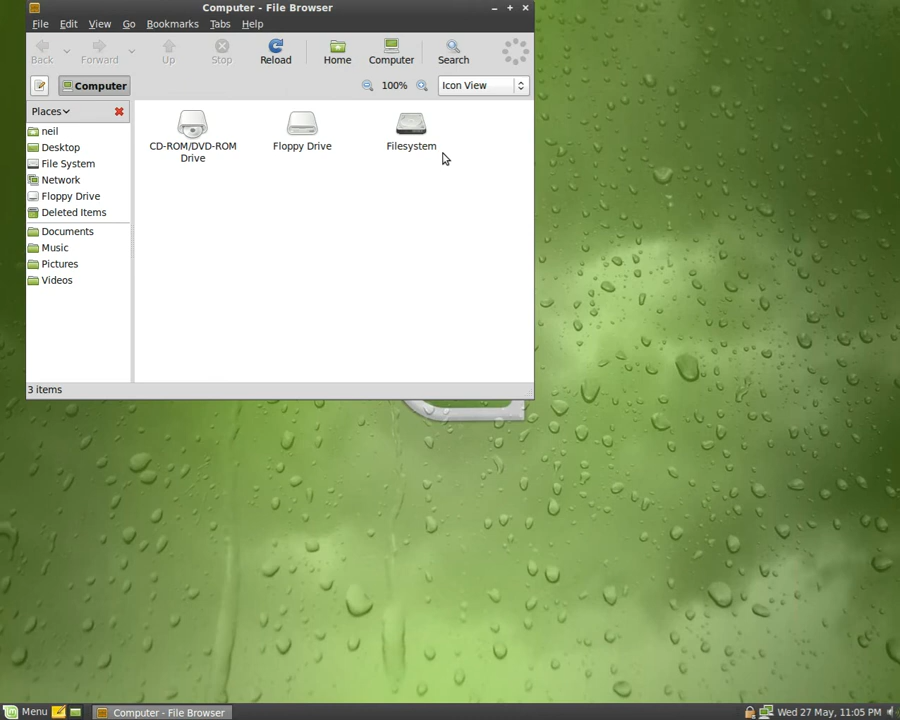 Computer - File Browser
File Edit View Go Bookmarks Tabs Help
Back Forward Up Stop Reload Home Computer Search
Computer 100% Icon View
Places
neil
Desktop
File System
Network
Floppy Drive
Deleted Items
Documents
Music
Pictures
Videos
CD-ROM/DVD-ROM
Drive
Floppy Drive
Filesystem
3 items
Menu Computer - File Browser Wed 27 May, 11:05 PM